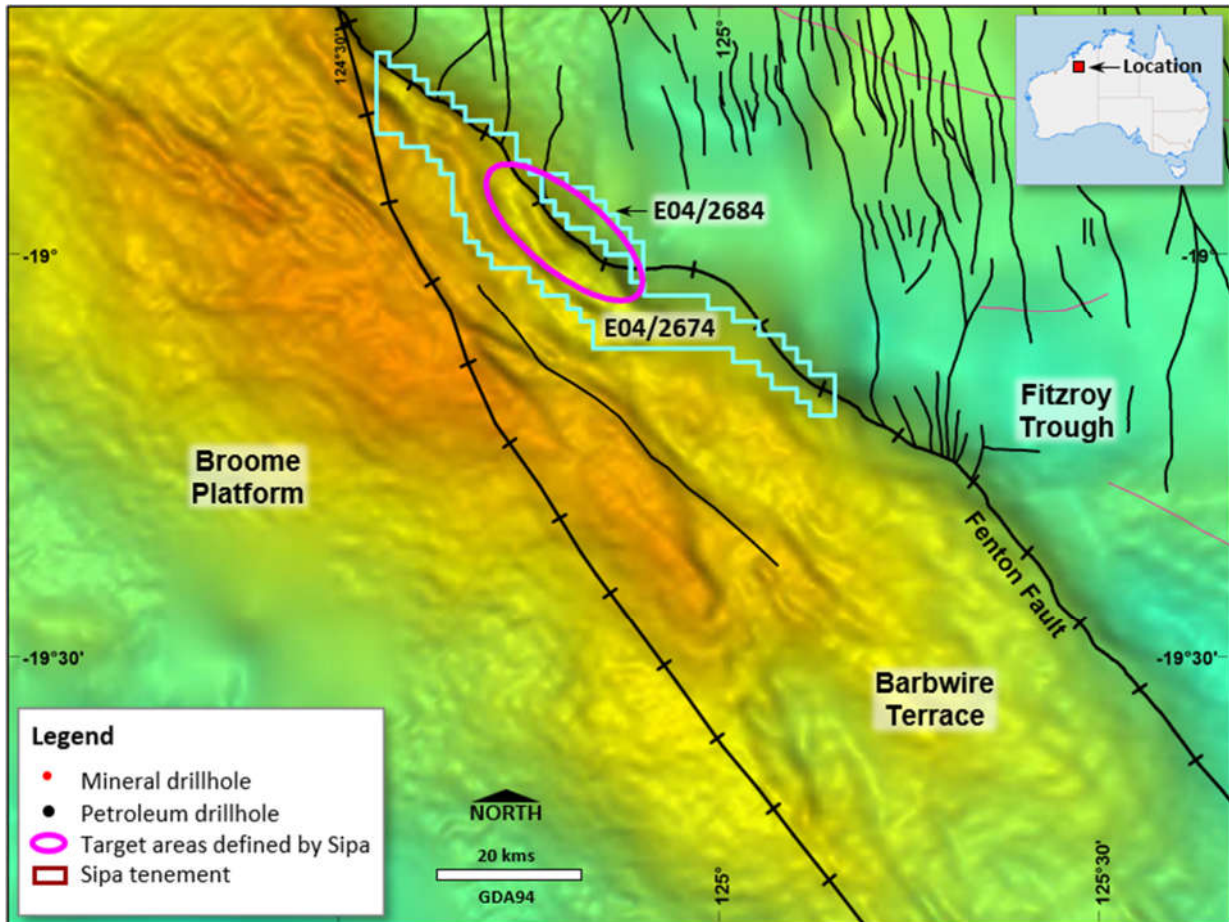 124°30'
125°
Location
E04/2684
-19°
-19°
E04/2674
Fitzroy
Trough
Broome
Platform
Fenton Fault
-19°30'
-19°30'
Barbwire
Terrace
Legend
Mineral drillhole
Petroleum drillhole
Target areas defined by Sipa
Sipa tenement
NORTH
20 kms
GDA94
125°
125°30'